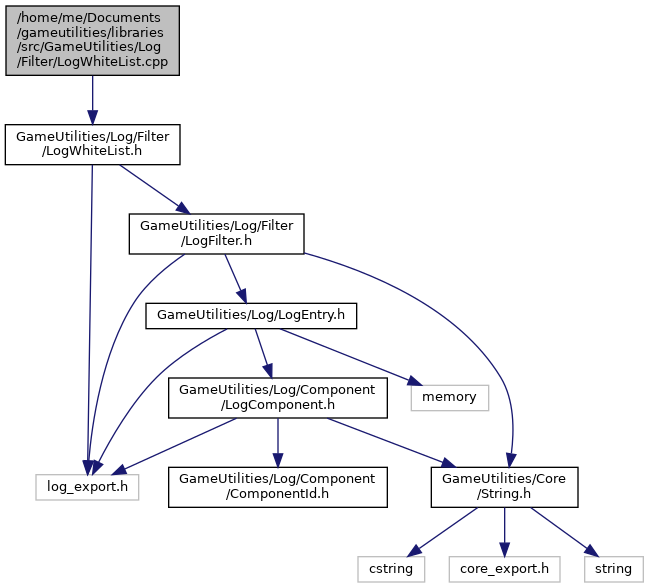 /home/me/Documents
/gameutilities/libraries
/src/GameUtilities/Log
/Filter/LogWhiteList.cpp
GameUtilities/Log/Filter
/LogWhiteList.h
GameUtilities/Log/Filter
/LogFilter.h
GameUtilities/Log/LogEntry.h
GameUtilities/Log/Component
/LogComponent.h
memory
log_export.h
GameUtilities/Log/Component
/ComponentId.h
GameUtilities/Core
/String.h
cstring
core_export.h
string